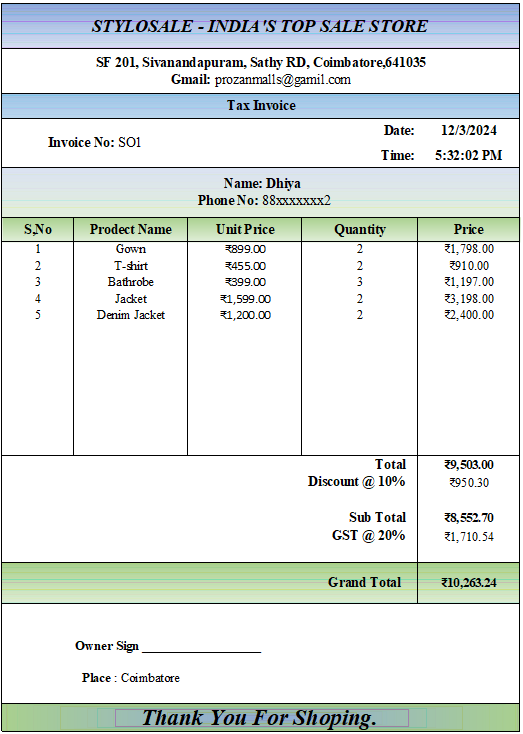 STYLOSALE - INDIA'S TOP SALE STORE
SF 201, Sivanandapuram, Sathy RD, Coimbatore,641035
Gmail: prozanmalls@gamil.com
Tax Invoice
Invoice No: SO1
Date: 12/3/2024
Time: 5:32:02 PM
Name: Dhiya
Phone No: 88xxxxxxx2
S,No Prodect Name Unit Price Quantity Price
1 Gown ₹899.00 2 ₹1,798.00
2 T-shirt ₹455.00 2 ₹910.00
3 Bathrobe ₹399.00 3 ₹1,197.00
4 Jacket ₹1,599.00 2 ₹3,198.00
5 Denim Jacket ₹1,200.00 2 ₹2,400.00
Total ₹9,503.00
Discount @ 10% ₹950.30
Sub Total ₹8,552.70
GST @ 20% ₹1,710.54
Grand Total ₹10,263.24
Owner Sign ___________________
Place : Coimbatore
Thank You For Shoping.